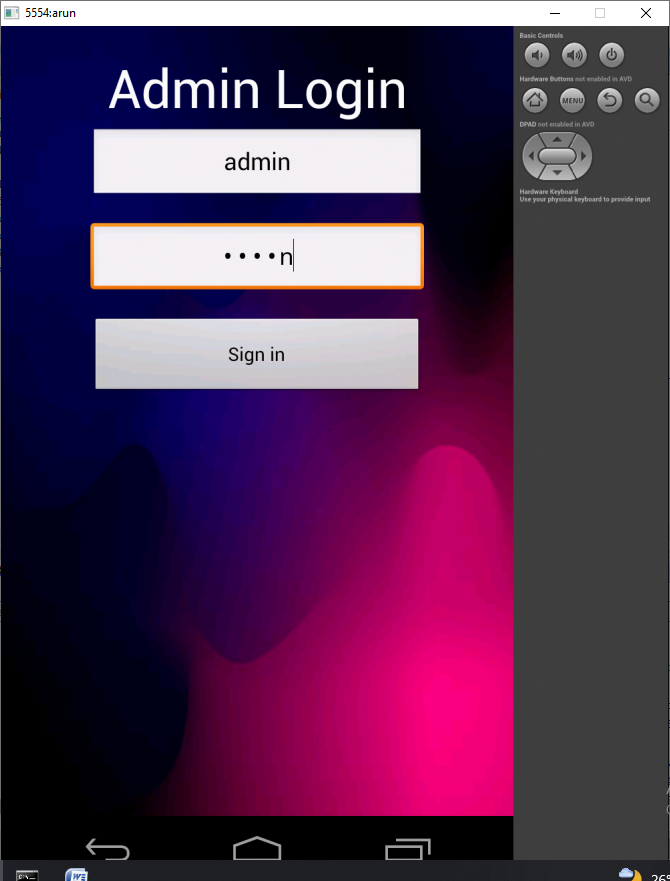 5554:arun
Basic Controls
Hardware Buttons not enabled in AVD
MENU
DPAD not enabled in AVD
Hardware Keyboard
Use your physical keyboard to provide input
Admin Login
admin
••••n
Sign in